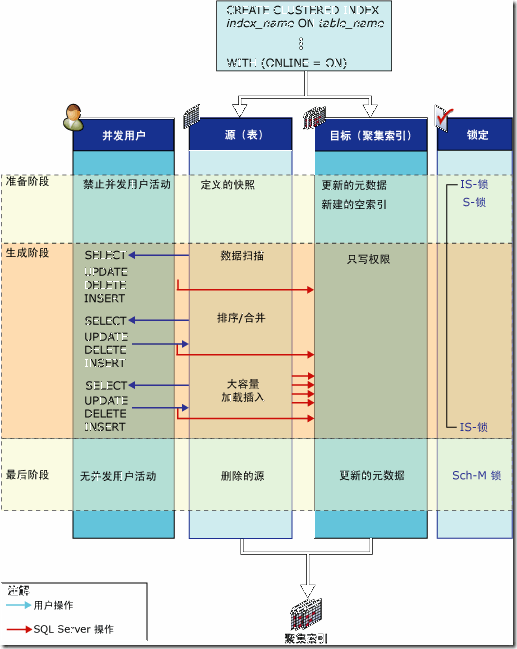 CREATE CLUSTERED INDEX
index_name ON table_name
WITH {ONLINE = ON}
并发用户
源（表）
目标（聚集索引）
锁定
准备阶段
禁止并发用户活动
定义的快照
更新的元数据
新建的空索引
IS-锁
S-锁
生成阶段
SELECT
UPDATE
DELETE
INSERT
数据扫描
只写权限
SELECT
UPDATE
DELETE
INSERT
排序/合并
SELECT
UPDATE
DELETE
INSERT
大容量
加载插入
IS-锁
最后阶段
无并发用户活动
删除的源
更新的元数据
Sch-M 锁
注解
用户操作
SQL Server 操作
聚集索引